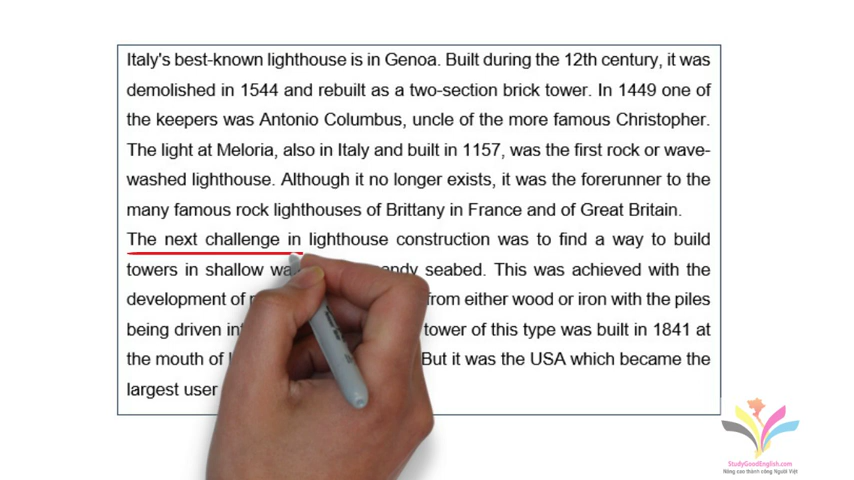 Italy's best-known lighthouse is in Genoa. Built during the 12th century, it was
demolished in 1544 and rebuilt as a two-section brick tower. In 1449 one of
the keepers was Antonio Columbus, uncle of the more famous Christopher.
The light at Meloria, also in Italy and built in 1157, was the first rock or wave-
washed lighthouse. Although it no longer exists, it was the forerunner to the
many famous rock lighthouses of Brittany in France and of Great Britain.
The next challenge in lighthouse construction was to find a way to build
towers in shallow seabed. This was achieved with the
development of from either wood or iron with the piles
being driven tower of this type was built in 1841 at
the mouth of But it was the USA which became the
largest user
StudyGoodEnglish.com
Nâng cao thành công Người Việt